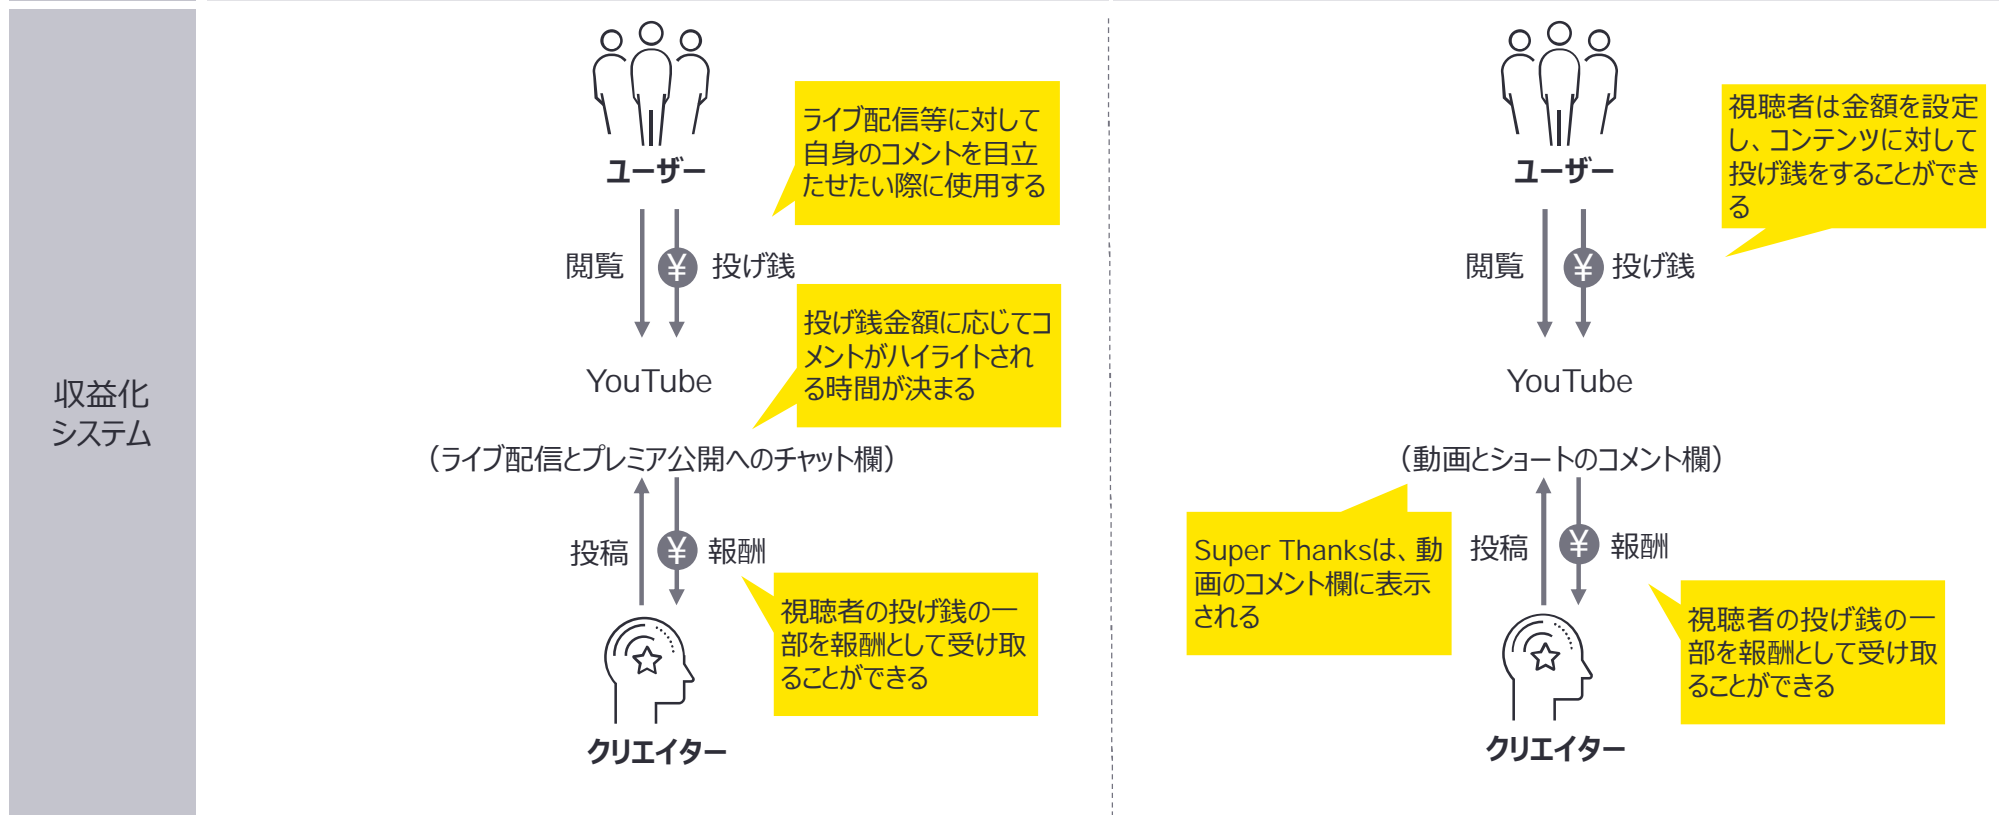 収益化
システム
ユーザー
ライブ配信等に対して
自身のコメントを目立
たせたい際に使用する
閲覧
¥
投げ銭
投げ銭金額に応じてコ
メントがハイライトされ
る時間が決まる
YouTube
（ライブ配信とプレミア公開へのチャット欄）
投稿
¥
報酬
視聴者の投げ銭の一
部を報酬として受け取
ることができる
クリエイター
ユーザー
視聴者は金額を設定
し、コンテンツに対して
投げ銭をすることができ
る
閲覧
¥
投げ銭
YouTube
（動画とショートのコメント欄）
Super Thanksは、動
画のコメント欄に表示
される
投稿
¥
報酬
視聴者の投げ銭の一
部を報酬として受け取
ることができる
クリエイター